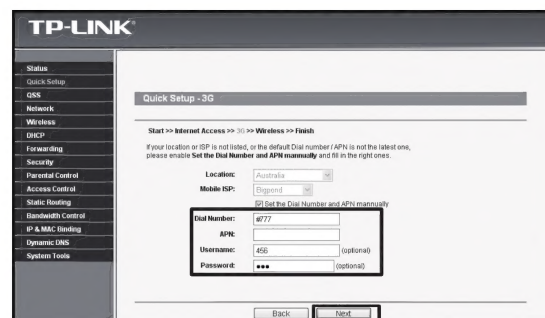 TP-LINK®
Status
Quick Setup
QSS
Network
Wireless
DHCP
Forwarding
Security
Parental Control
Access Control
Static Routing
Bandwidth Control
IP & MAC Binding
Dynamic DNS
System Tools
Quick Setup - 3G
Start >> Internet Access >> 3G >> Wireless >> Finish
If your location or ISP is not listed, or the default Dial number / APN is not the latest one,
please enable Set the Dial Number and APN mannually and fill in the right ones.
Location: Australia
Mobile ISP: Bigpond
Set the Dial Number and APN mannually
Dial Number: #777
APN:
Username: 456 (optional)
Password: ●●● (optional)
Back Next